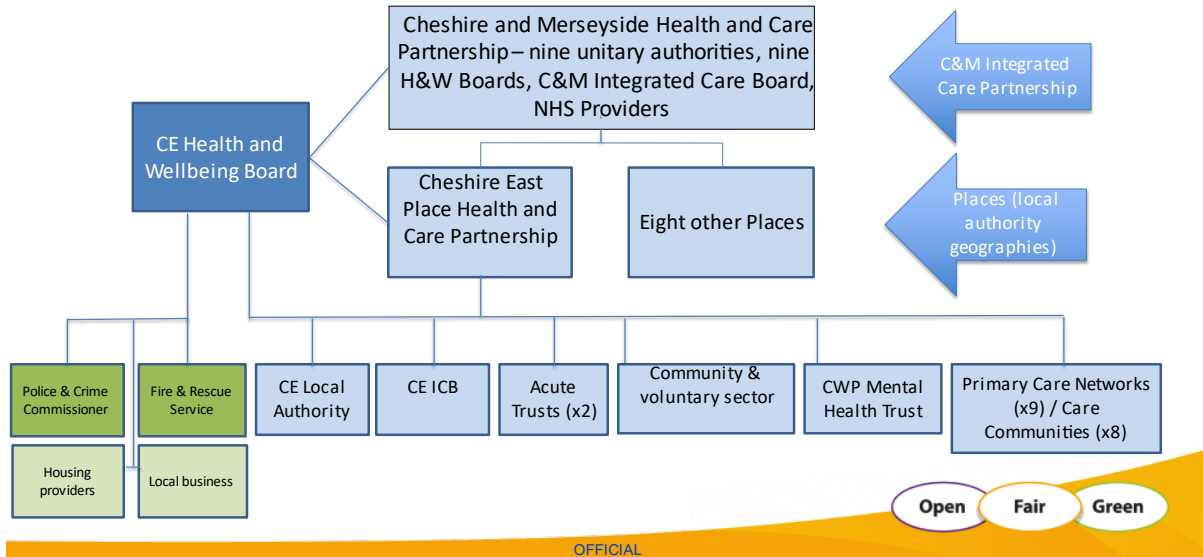 Cheshire and Merseyside Health and Care
Partnership – nine unitary authorities, nine
H&W Boards, C&M Integrated Care Board,
NHS Providers
C&M Integrated
Care Partnership
CE Health and
Wellbeing Board
Cheshire East
Place Health and
Care Partnership
Eight other Places
Places (local
authority
geographies)
Police & Crime
Commissioner
Fire & Rescue
Service
CE Local
Authority
CE ICB
Acute
Trusts (x2)
Community &
voluntary sector
CWP Mental
Health Trust
Primary Care Networks
(x9) / Care
Communities (x8)
Housing
providers
Local business
Open
Fair
Green
OFFICIAL